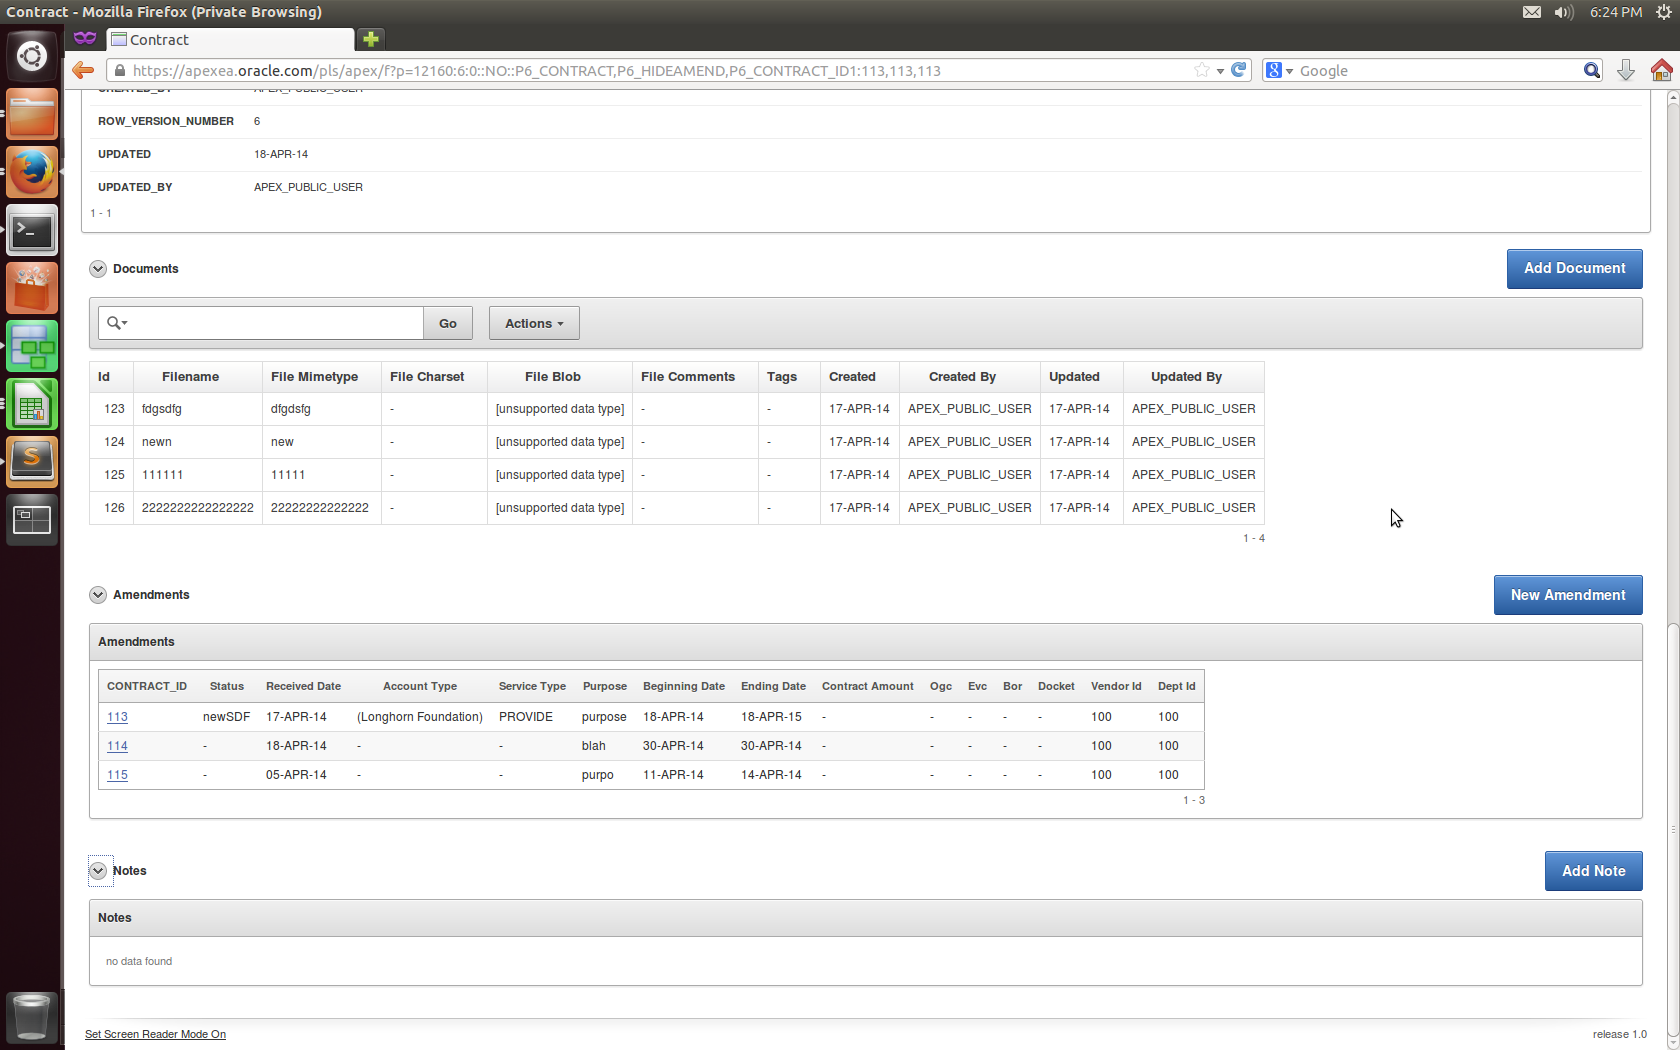 Contract - Mozilla Firefox (Private Browsing)
6:24 PM
Contract
https://apexea.oracle.com/pls/apex/f?p=12160:6:0::NO::P6_CONTRACT,P6_HIDEAMEND,P6_CONTRACT_ID1:113,113,113
Google
CREATED_BY APEX_PUBLIC_USER
ROW_VERSION_NUMBER 6
UPDATED 18-APR-14
UPDATED_BY APEX_PUBLIC_USER
1 - 1
Documents
Add Document
Go
Actions
Id Filename File Mimetype File Charset File Blob File Comments Tags Created Created By Updated Updated By
123 fdgsdfg dfgdsfg - [unsupported data type] - - 17-APR-14 APEX_PUBLIC_USER 17-APR-14 APEX_PUBLIC_USER
124 newn new - [unsupported data type] - - 17-APR-14 APEX_PUBLIC_USER 17-APR-14 APEX_PUBLIC_USER
125 111111 11111 - [unsupported data type] - - 17-APR-14 APEX_PUBLIC_USER 17-APR-14 APEX_PUBLIC_USER
126 2222222222222222 22222222222222 - [unsupported data type] - - 17-APR-14 APEX_PUBLIC_USER 17-APR-14 APEX_PUBLIC_USER
1 - 4
Amendments
New Amendment
Amendments
CONTRACT_ID Status Received Date Account Type Service Type Purpose Beginning Date Ending Date Contract Amount Ogc Evc Bor Docket Vendor Id Dept Id
113 newSDF 17-APR-14 (Longhorn Foundation) PROVIDE purpose 18-APR-14 18-APR-15 - - - - - 100 100
114 - 18-APR-14 - - blah 30-APR-14 30-APR-14 - - - - - 100 100
115 - 05-APR-14 - - purpo 11-APR-14 14-APR-14 - - - - - 100 100
1 - 3
Notes
Add Note
Notes
no data found
Set Screen Reader Mode On
release 1.0